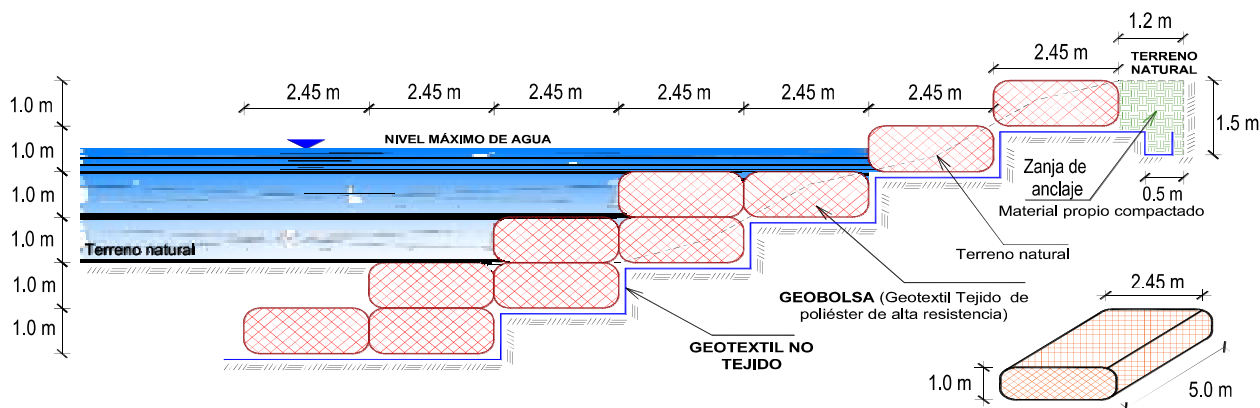 1.2 m
2.45 m
TERRENO
NATURAL
2.45 m
2.45 m
2.45 m
2.45 m
2.45 m
2.45 m
1.0 m
1.0 m
1.0 m
1.0 m
1.0 m
1.0 m
NIVEL MÁXIMO DE AGUA
1.5 m
Zanja de
anclaje
0.5 m
Material propio compactado
Terreno natural
Terreno natural
GEOBOLSA (Geotextil Tejido de
poliéster de alta resistencia)
GEOTEXTIL NO
TEJIDO
2.45 m
1.0 m
5.0 m